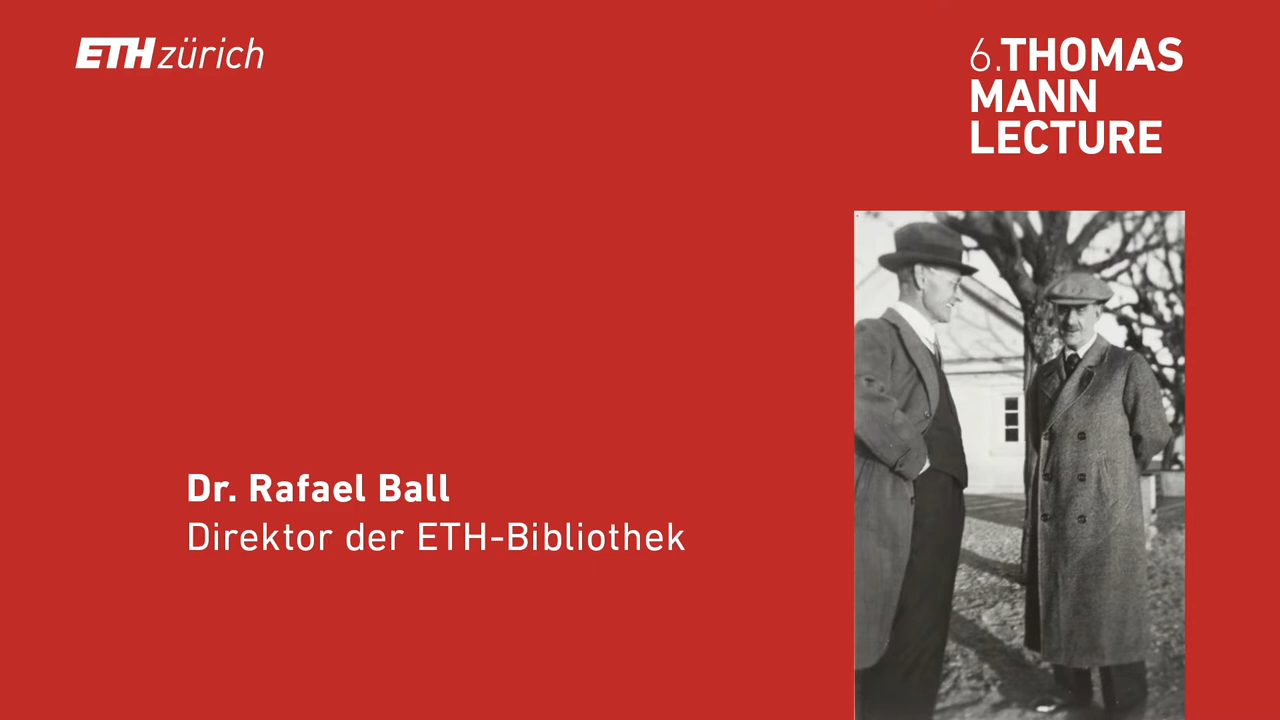 ETH zürich
6. THOMAS
MANN
LECTURE
Dr. Rafael Ball
Direktor der ETH-Bibliothek